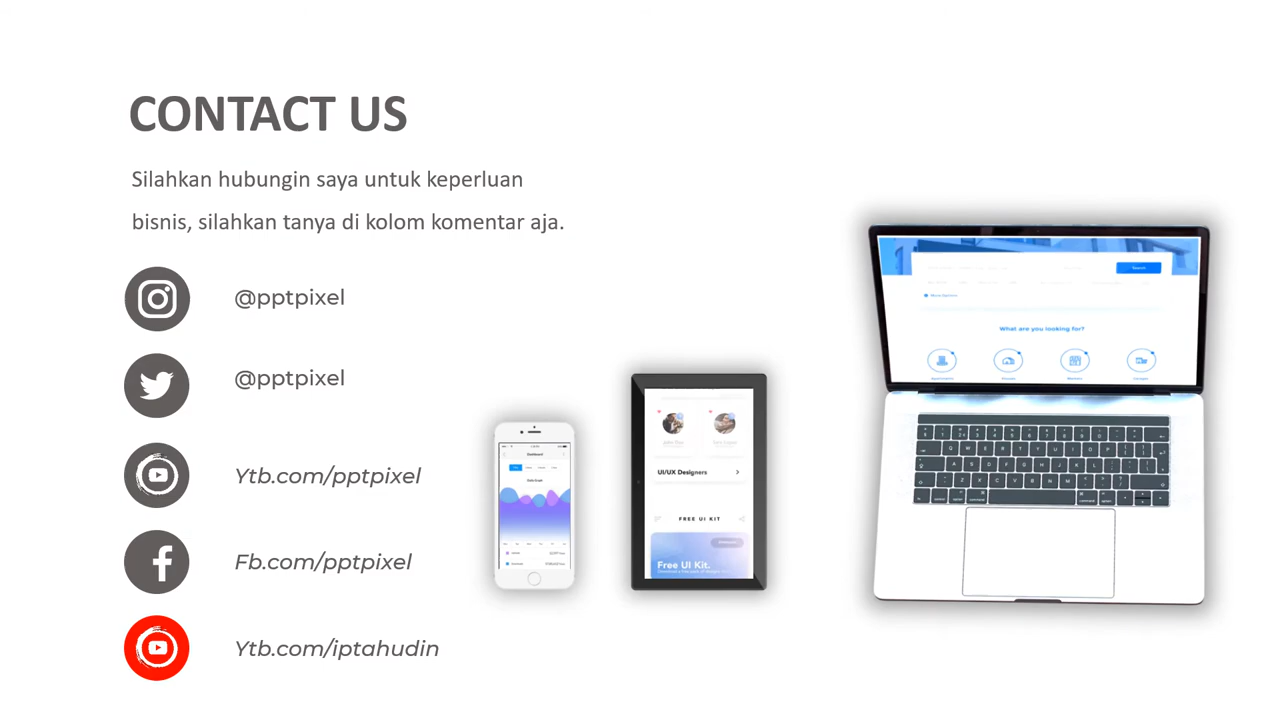 CONTACT US
Silahkan hubungin saya untuk keperluan
bisnis, silahkan tanya di kolom komentar aja.
@pptpixel
@pptpixel
Ytb.com/pptpixel
Fb.com/pptpixel
Ytb.com/iptahudin
Dashboard
UI/UX Designers
FREE UI KIT
Free UI Kit.
Search
What are you looking for?